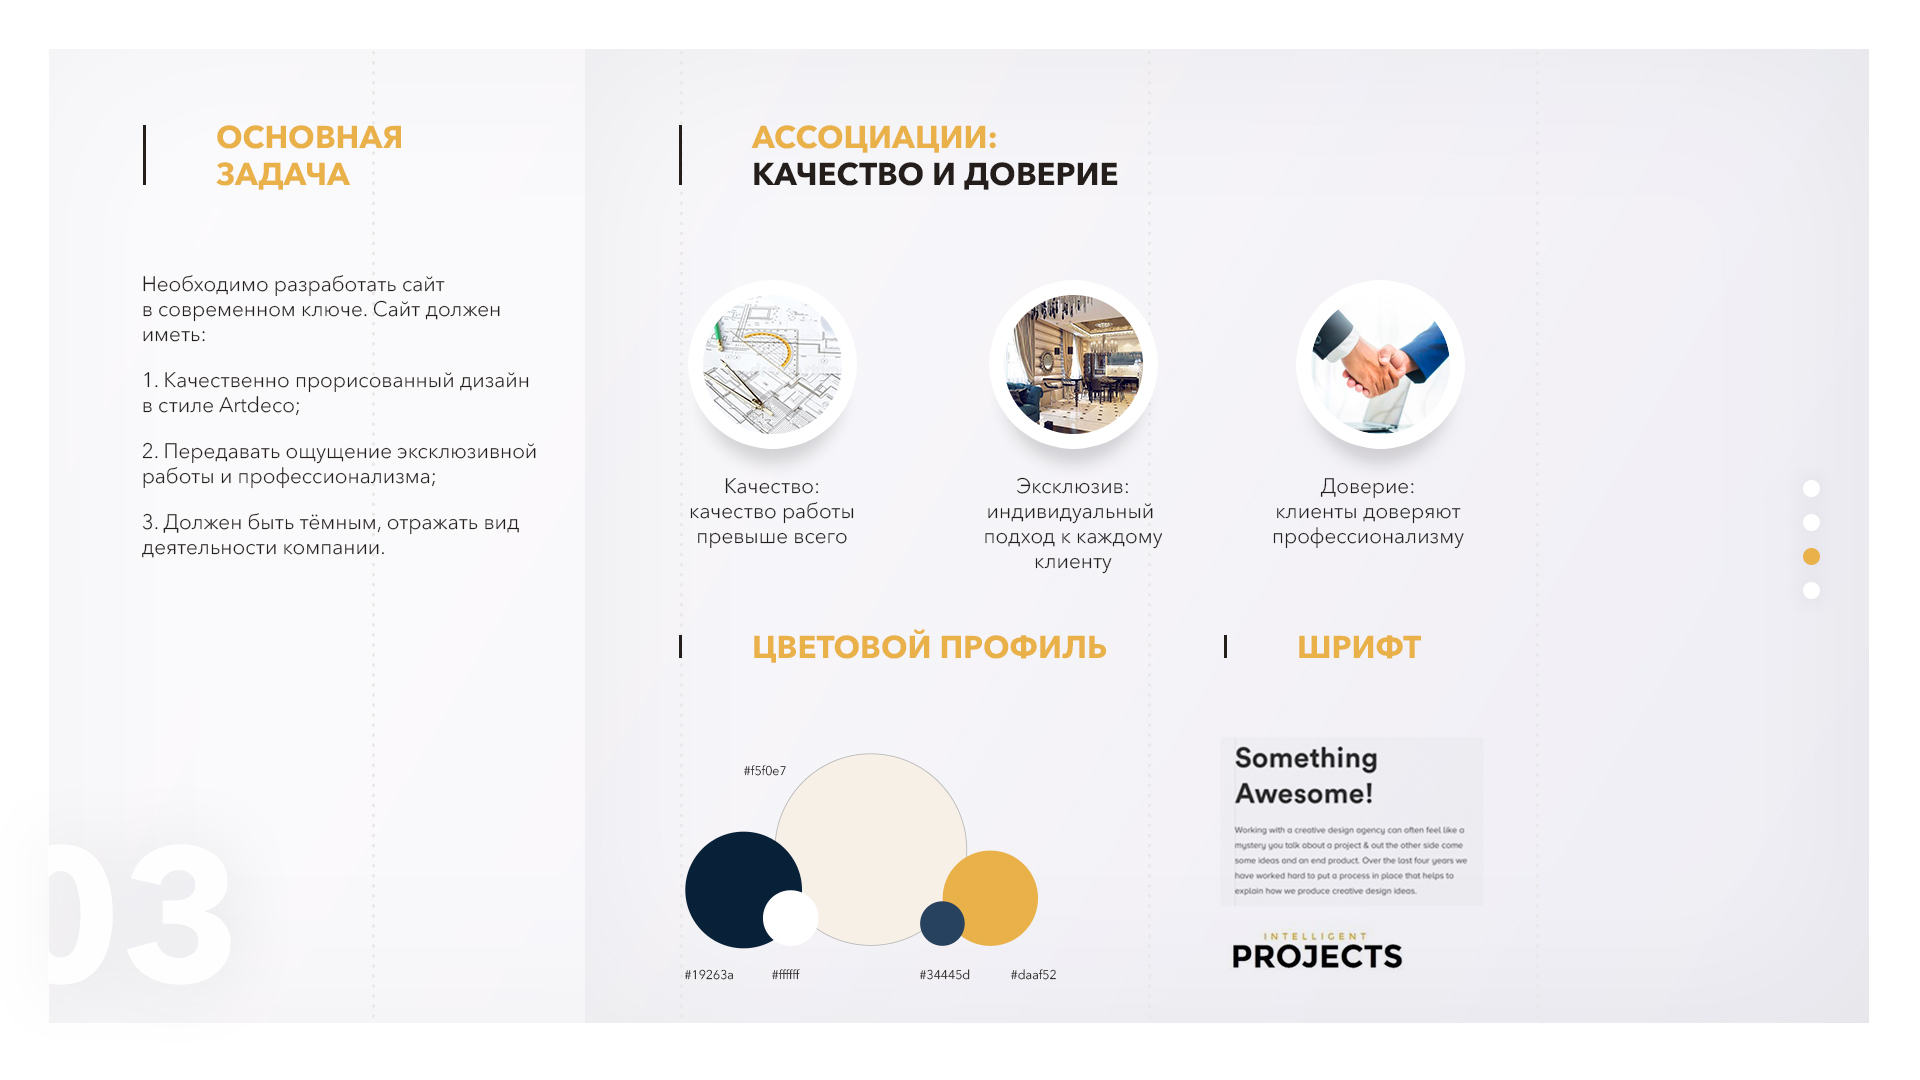 ОСНОВНАЯ
ЗАДАЧА
Необходимо разработать сайт
в современном ключе. Сайт должен
иметь:
1. Качественно прорисованный дизайн
в стиле Artdeco;
2. Передавать ощущение эксклюзивной
работы и профессионализма;
3. Должен быть тёмным, отражать вид
деятельности компании.
03
АССОЦИАЦИИ:
КАЧЕСТВО И ДОВЕРИЕ
Качество:
качество работы
превыше всего
Эксклюзив:
индивидуальный
подход к каждому
клиенту
Доверие:
клиенты доверяют
профессионализму
ЦВЕТОВОЙ ПРОФИЛЬ
#f5f0e7
#19263a
#ffffff
#34445d
#daaf52
ШРИФТ
Something
Awesome!
Working with a creative design agency can often feel like a
mystery you talk about a project & out the other side come
some ideas and an end product. Over the last four years we
have worked hard to put a process in place that helps to
explain how we produce creative design ideas.
INTELLIGENT
PROJECTS